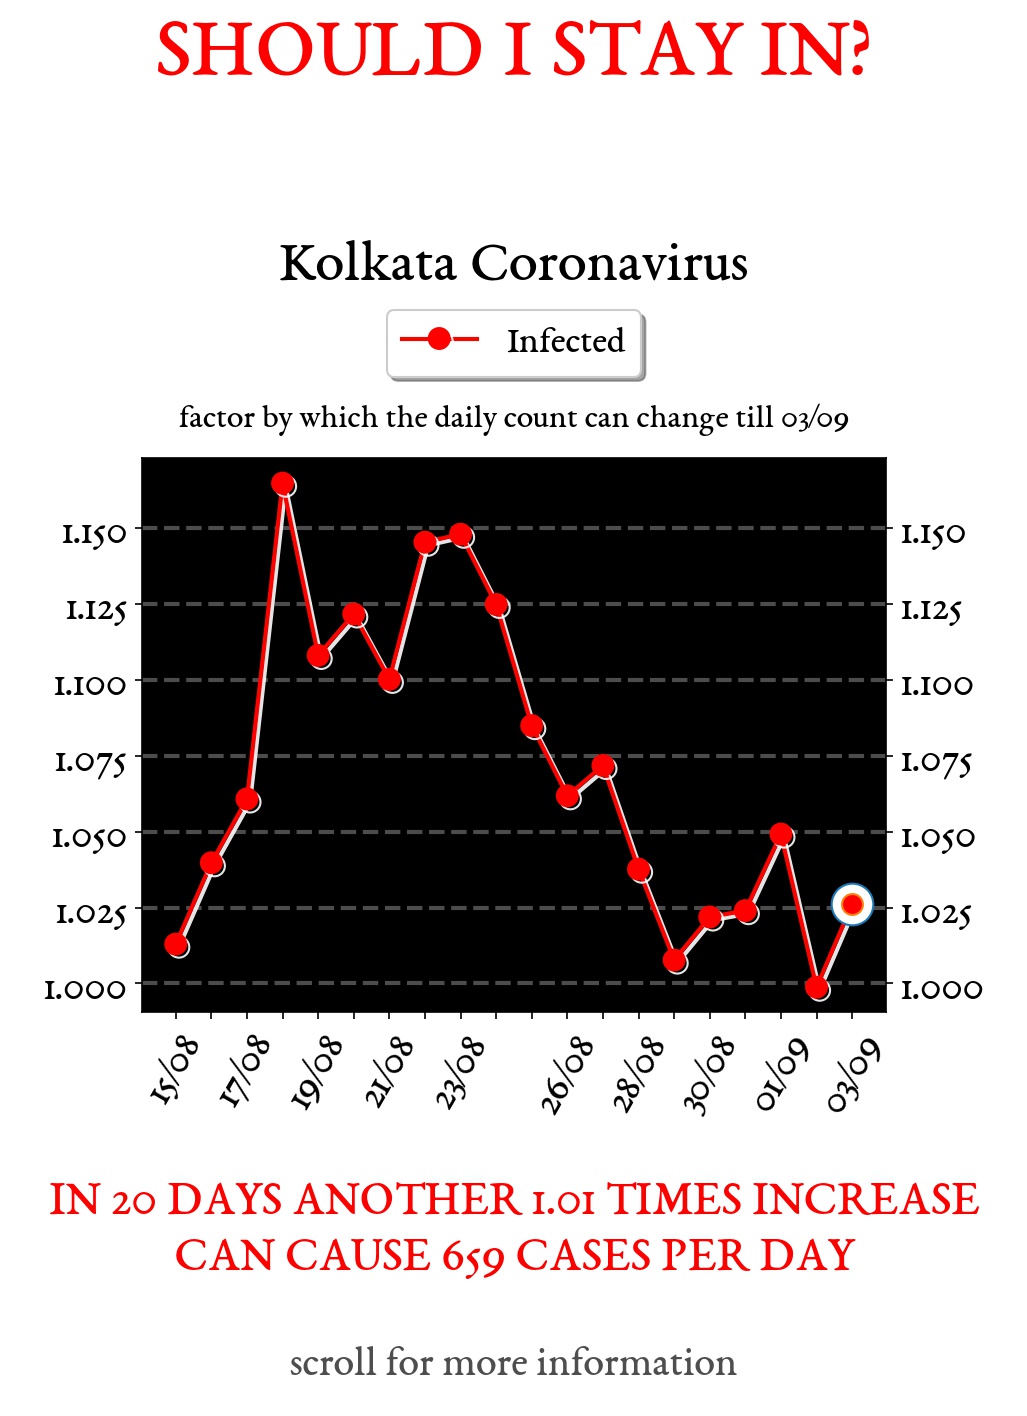 SHOULD I STAY IN?
Kolkata Coronavirus
Infected
factor by which the daily count can change till 03/09
1.150 1.150
1.125 1.125
1.100 1.100
1.075 1.075
1.050 1.050
1.025 1.025
1.000 1.000
15/08 17/08 19/08 21/08 23/08 26/08 28/08 30/08 01/09 03/09
IN 20 DAYS ANOTHER 1.01 TIMES INCREASE
CAN CAUSE 659 CASES PER DAY
scroll for more information